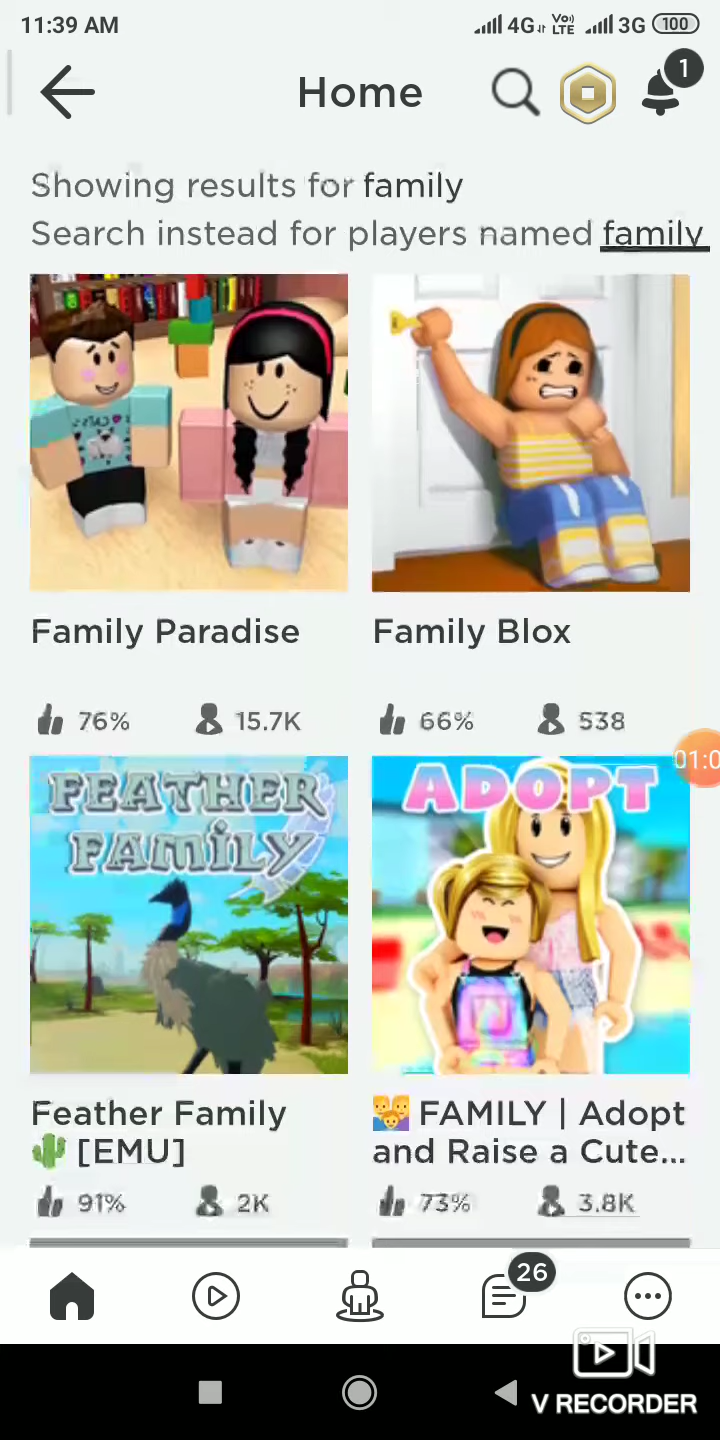 11:39 AM 4G Vo) LTE 3G 100
Home
1
Showing results for family
Search instead for players named family
Family Paradise
Family Blox
76% 15.7K
66% 538
01:0
FEATHER
FAMILY
ADOPT
Feather Family
🌵 [EMU]
91% 2K
👨‍👩‍👦 FAMILY | Adopt
and Raise a Cute...
73% 3.8K
26
V RECORDER